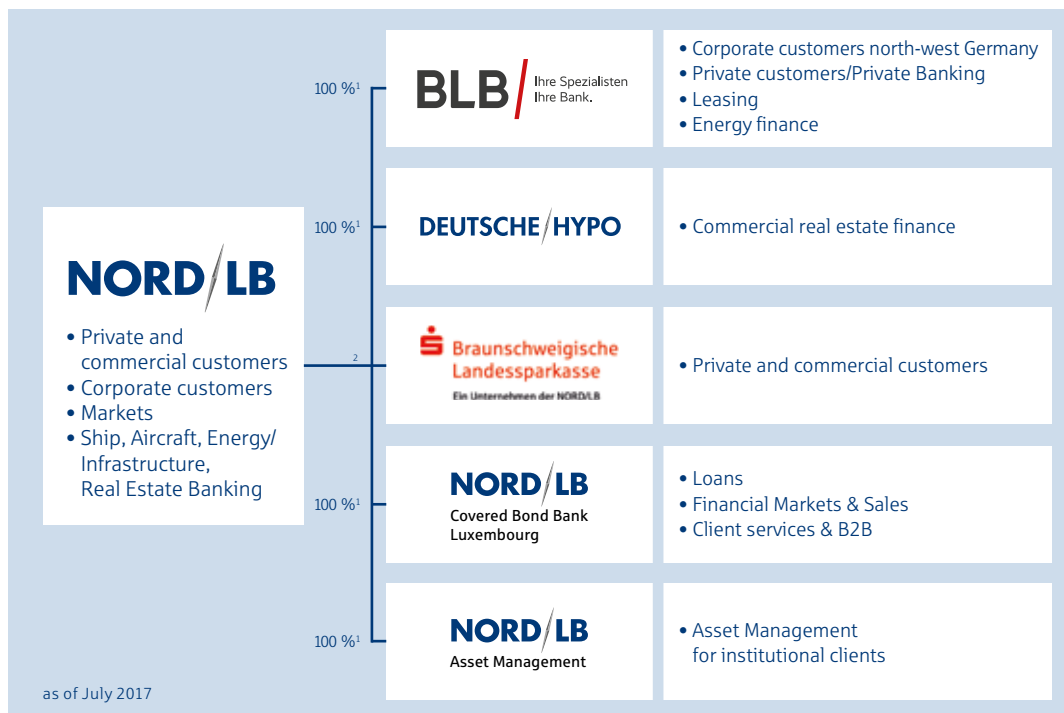 100 %¹
BLB
Ihre Spezialisten
Ihre Bank.
• Corporate customers north-west Germany
• Private customers/Private Banking
• Leasing
• Energy finance
100 %¹
DEUTSCHE/HYPO
• Commercial real estate finance
NORD/LB
• Private and
commercial customers
• Corporate customers
• Markets
• Ship, Aircraft, Energy/
Infrastructure,
Real Estate Banking
2
Braunschweigische
Landessparkasse
Ein Unternehmen der NORD/LB
• Private and commercial customers
100 %¹
NORD/LB
Covered Bond Bank
Luxembourg
• Loans
• Financial Markets & Sales
• Client services & B2B
100 %¹
NORD/LB
Asset Management
• Asset Management
for institutional clients
as of July 2017